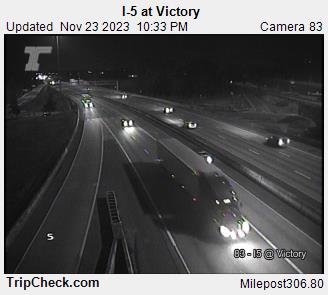 I-5 at Victory
Updated Nov 23 2023 10:33 PM Camera 83
T
S
83 - I5 @ Victory
TripCheck.com Milepost306.80